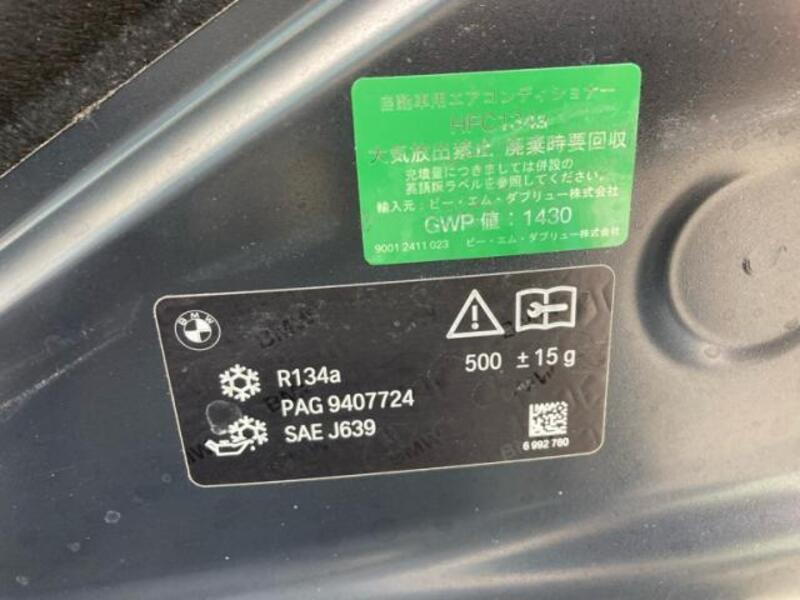 自動車用エアコンディショナー
HFC134a
大気放出禁止 廃棄時要回収
充填量につきましては併設の
英語版ラベルを参照してください。
輸入元：ビー・エム・ダブリュー株式会社
GWP 値：1430
9001 2411 023 ビー・エム・ダブリュー株式会社
BMW
500 ± 15 g
R134a
PAG 9407724
SAE J639
6 992 760